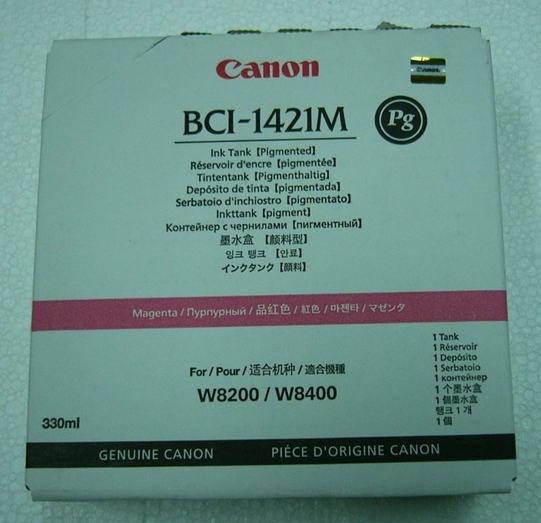 Canon
Canon
BCI-1421M
Pg
Ink Tank【Pigmented】
Réservoir d'encre【pigmentée】
Tintentank【Pigmenthaltig】
Depósito de tinta【pigmentada】
Serbatoio d'inchiostro【pigmentato】
Inkttank【pigment】
Контейнер с чернилами【пигментный】
墨水盒 【颜料型】
잉크 탱크 【안료】
インクタンク【顔料】
Magenta / Пурпурный / 品红色 / 紅色 / 마젠타 / マゼンタ
1 Tank
1 Réservoir
1 Depósito
1 Serbatoio
1 контейнер
1 个墨水盒
1 個墨水盒
탱크 1 개
1 個
For / Pour / 适合机种 / 適合機種
W8200 / W8400
330ml
GENUINE CANON PIÈCE D'ORIGINE CANON